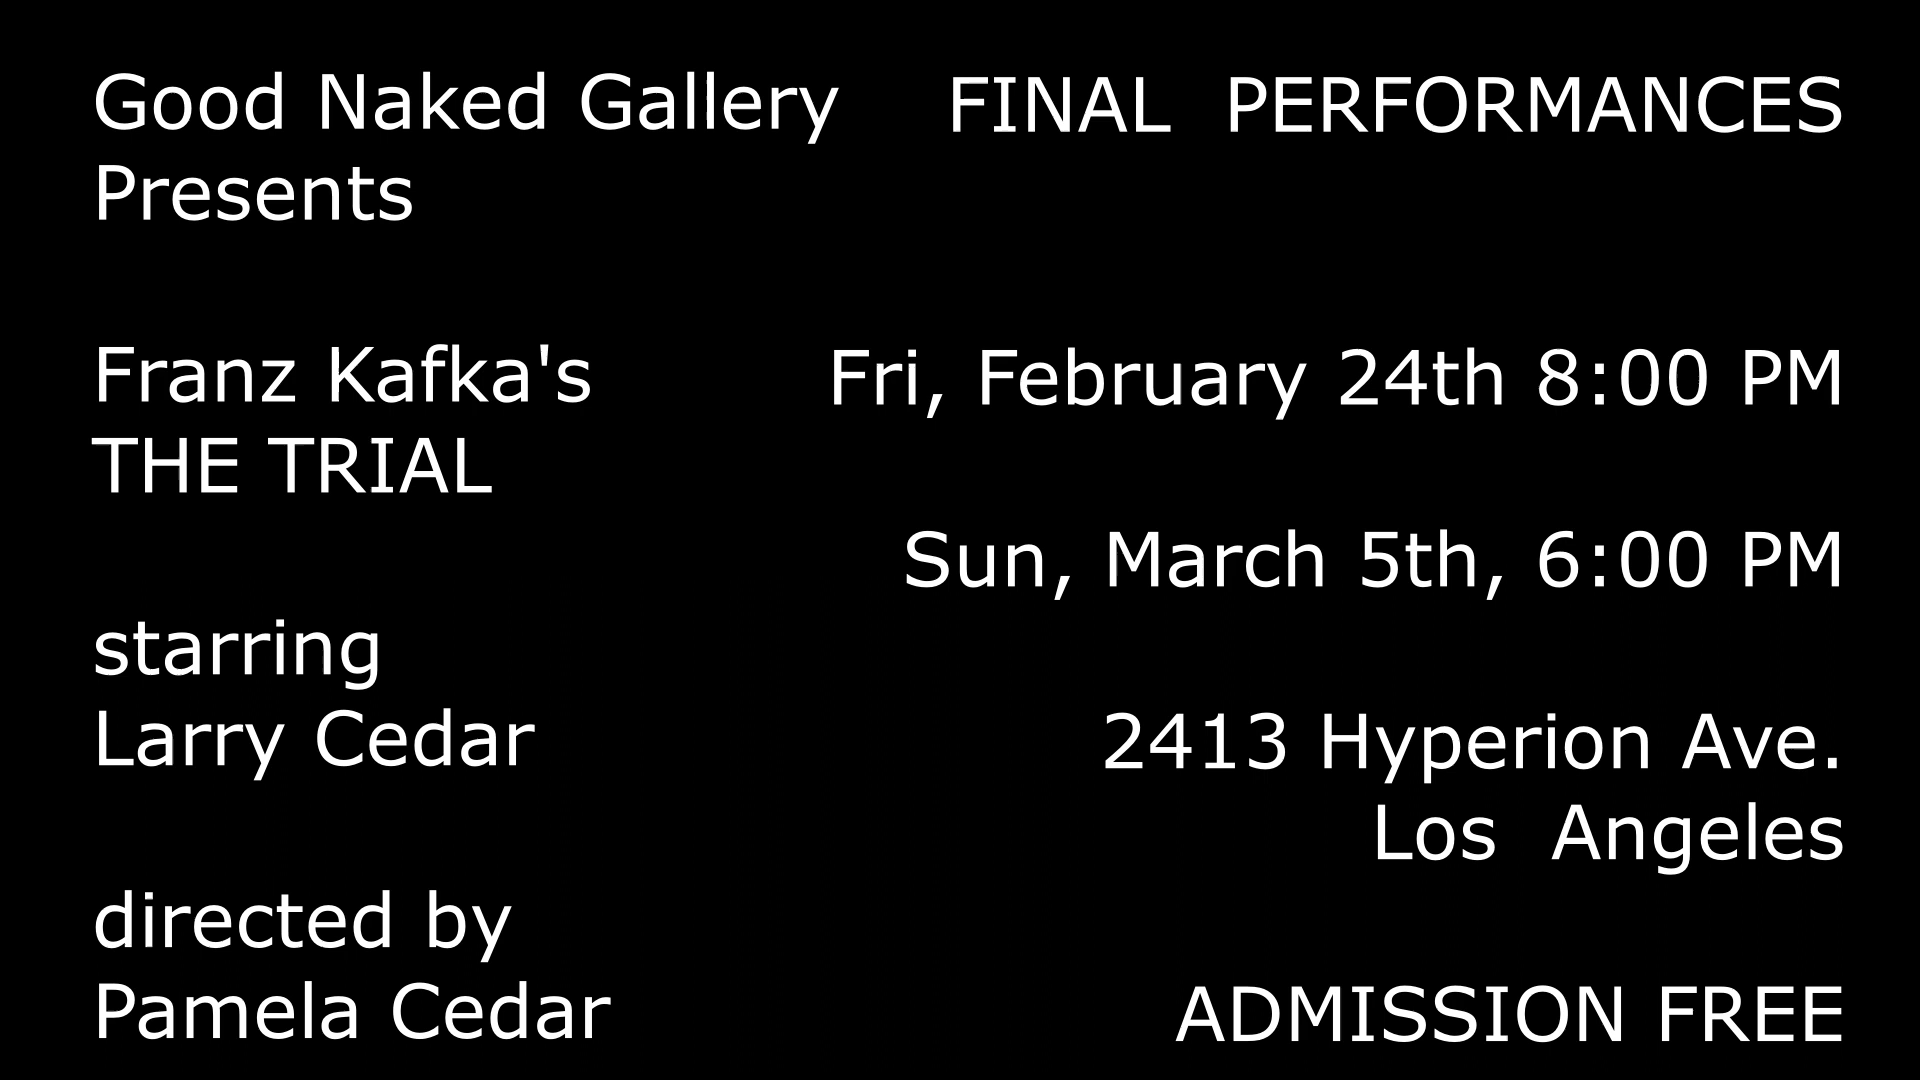 Good Naked Gallery
Presents
Franz Kafka's
THE TRIAL
starring
Larry Cedar
directed by
Pamela Cedar
FINAL PERFORMANCES
Fri, February 24th 8:00 PM
Sun, March 5th, 6:00 PM
2413 Hyperion Ave.
Los Angeles
ADMISSION FREE